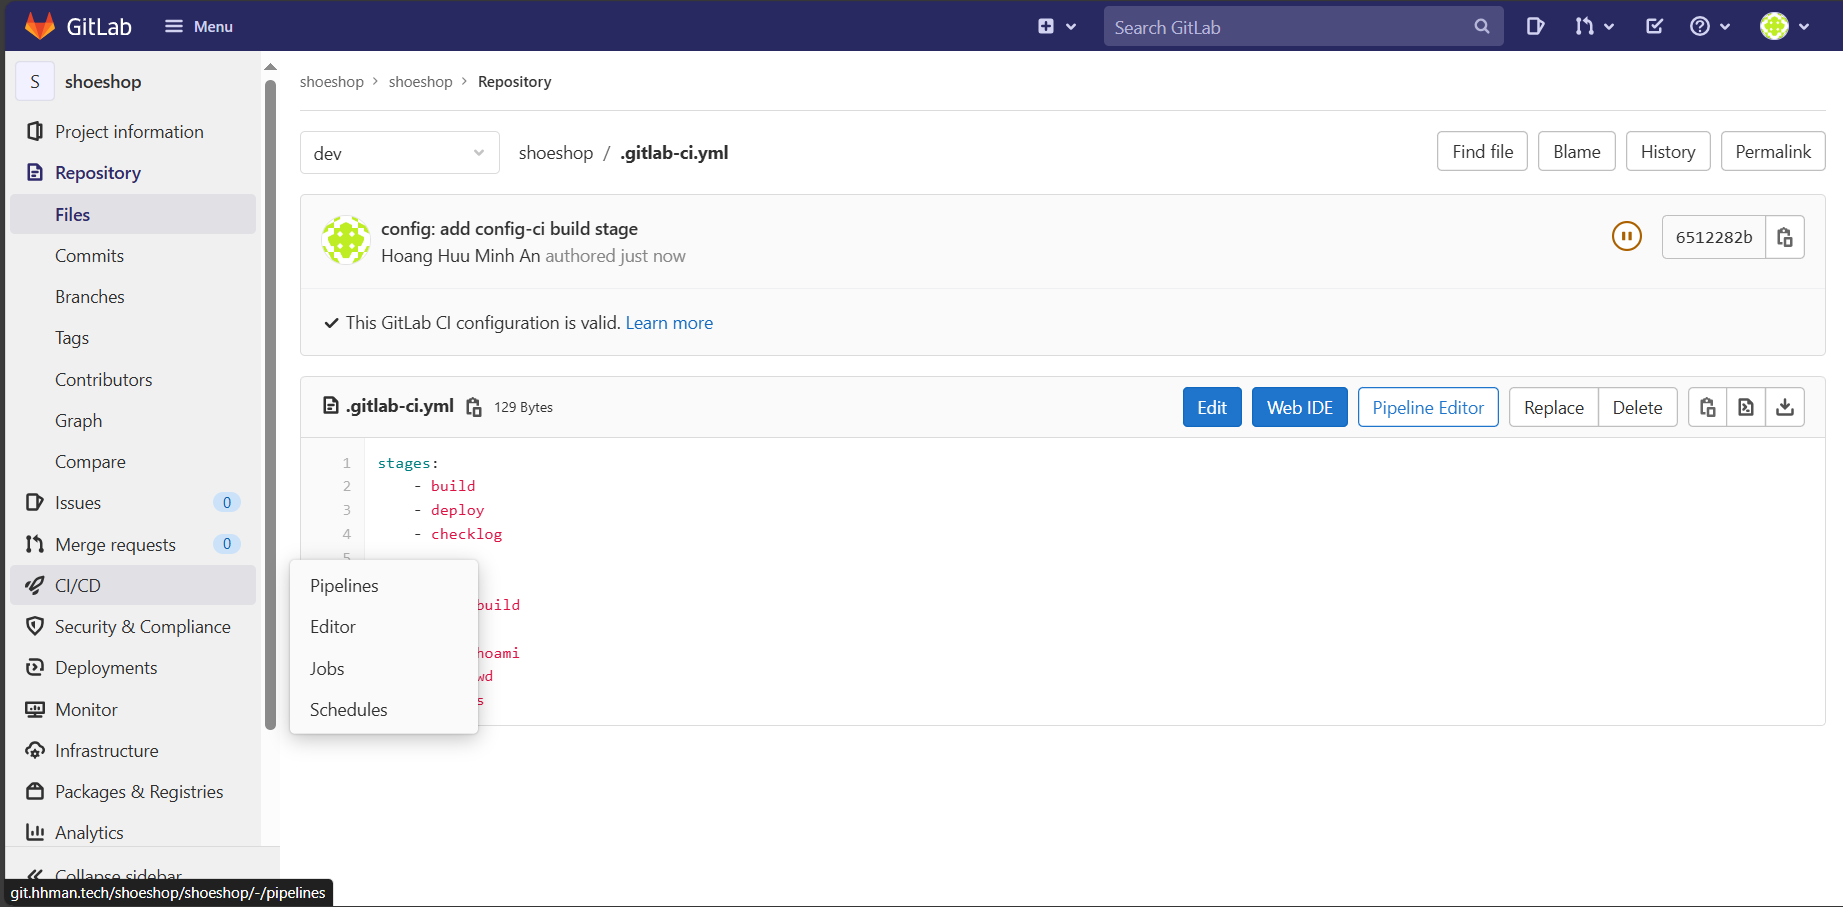 GitLab
Menu
Search GitLab
S
shoeshop
Project information
Repository
Files
Commits
Branches
Tags
Contributors
Graph
Compare
Issues 0
Merge requests 0
CI/CD
Security & Compliance
Deployments
Monitor
Infrastructure
Packages & Registries
Analytics
Collapse sidebar
git.hhman.tech/shoeshop/shoeshop/-/pipelines
shoeshop > shoeshop > Repository
dev
shoeshop / .gitlab-ci.yml
Find file
Blame
History
Permalink
config: add config-ci build stage
Hoang Huu Minh An authored just now
6512282b
This GitLab CI configuration is valid. Learn more
.gitlab-ci.yml 129 Bytes
Edit
Web IDE
Pipeline Editor
Replace
Delete
1 stages:
2 - build
3 - deploy
4 - checklog
5
build
hoami
wd
s
Pipelines
Editor
Jobs
Schedules